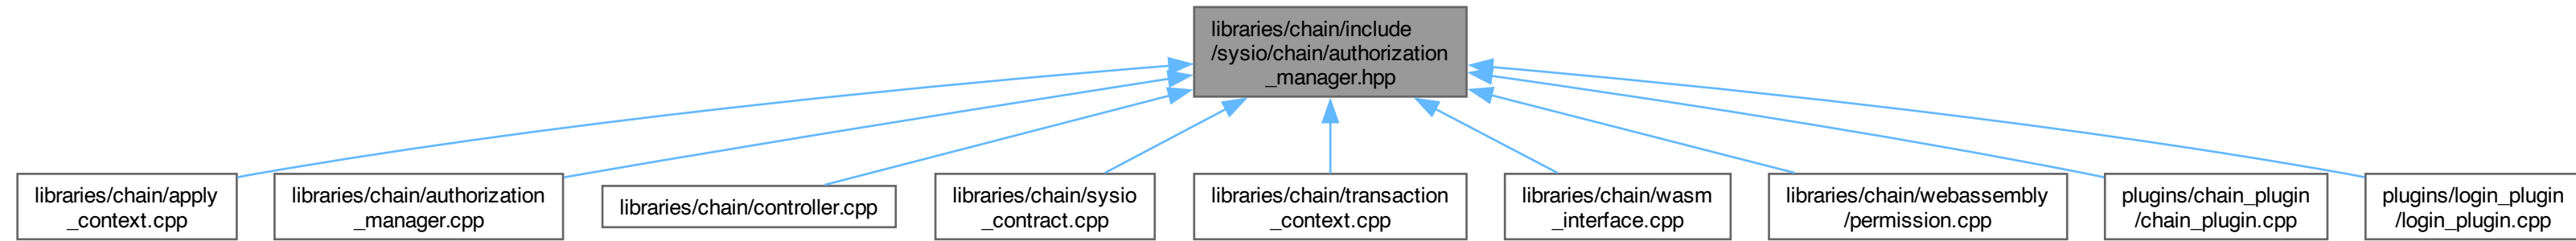 libraries/chain/include
/sysio/chain/authorization
_manager.hpp
libraries/chain/apply
_context.cpp
libraries/chain/authorization
_manager.cpp
libraries/chain/controller.cpp
libraries/chain/sysio
_contract.cpp
libraries/chain/transaction
_context.cpp
libraries/chain/wasm
_interface.cpp
libraries/chain/webassembly
/permission.cpp
plugins/chain_plugin
/chain_plugin.cpp
plugins/login_plugin
/login_plugin.cpp